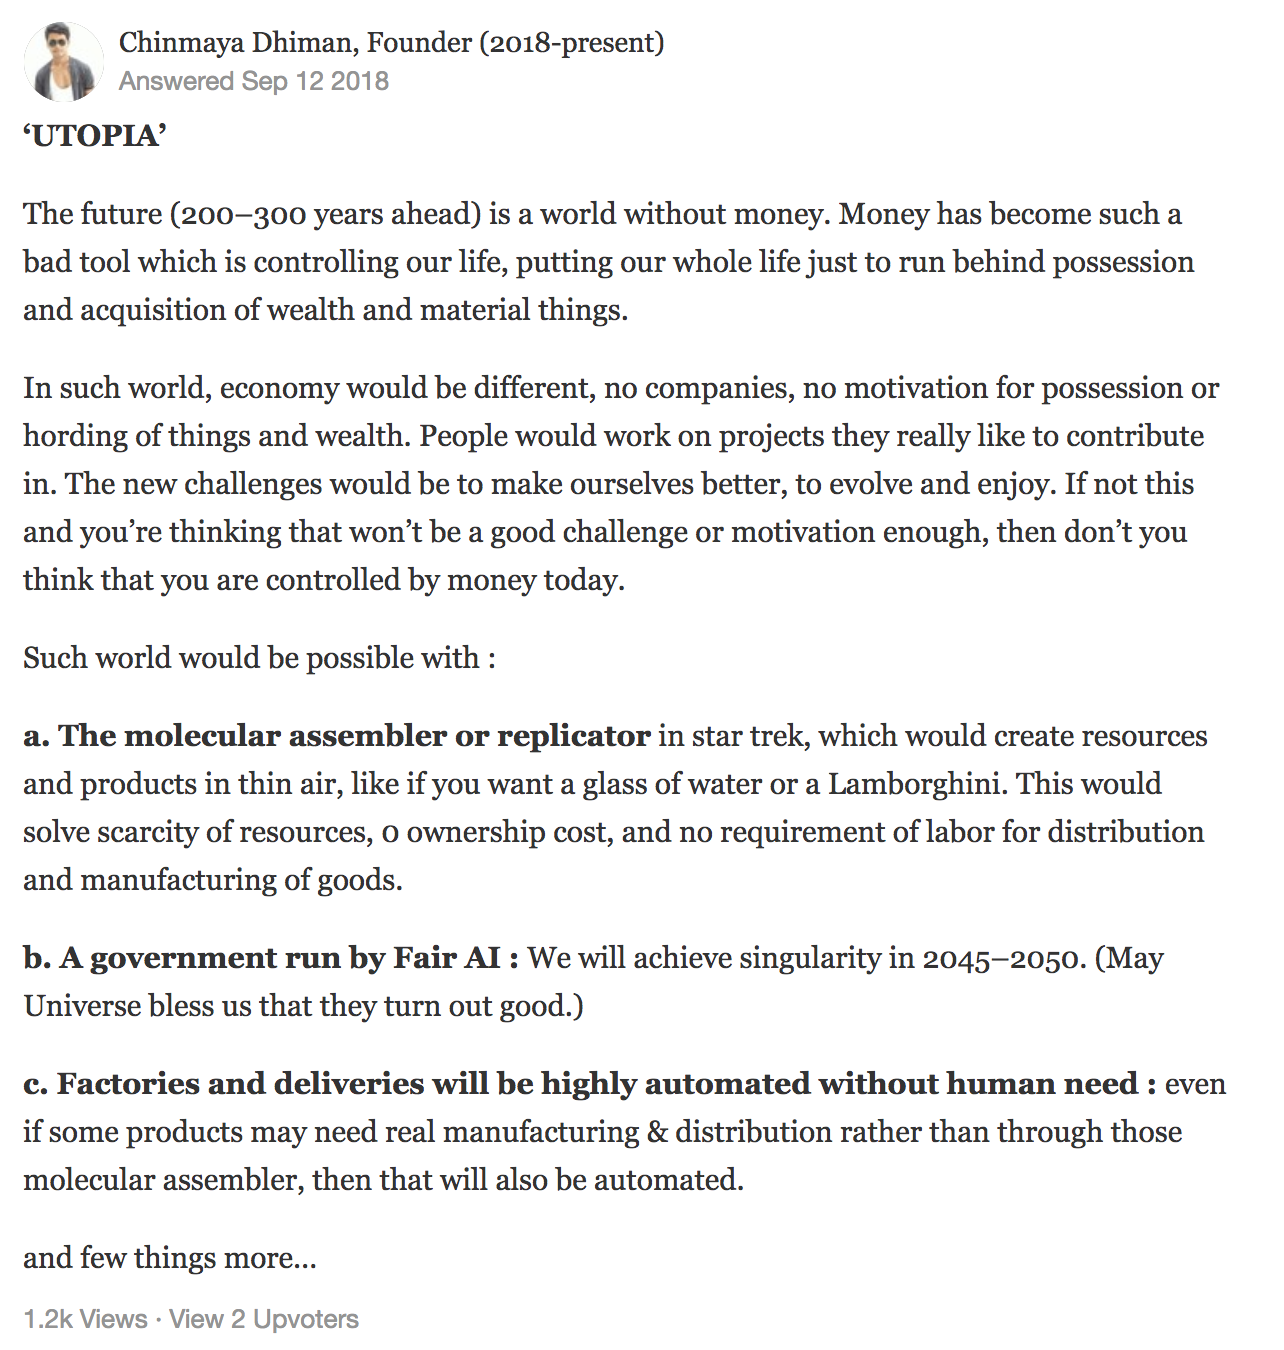 Chinmaya Dhiman, Founder (2018-present)
Answered Sep 12 2018
‘UTOPIA’
The future (200–300 years ahead) is a world without money. Money has become such a
bad tool which is controlling our life, putting our whole life just to run behind possession
and acquisition of wealth and material things.
In such world, economy would be different, no companies, no motivation for possession or
hording of things and wealth. People would work on projects they really like to contribute
in. The new challenges would be to make ourselves better, to evolve and enjoy. If not this
and you’re thinking that won’t be a good challenge or motivation enough, then don’t you
think that you are controlled by money today.
Such world would be possible with :
a. The molecular assembler or replicator in star trek, which would create resources
and products in thin air, like if you want a glass of water or a Lamborghini. This would
solve scarcity of resources, 0 ownership cost, and no requirement of labor for distribution
and manufacturing of goods.
b. A government run by Fair AI : We will achieve singularity in 2045–2050. (May
Universe bless us that they turn out good.)
c. Factories and deliveries will be highly automated without human need : even
if some products may need real manufacturing & distribution rather than through those
molecular assembler, then that will also be automated.
and few things more...
1.2k Views · View 2 Upvoters